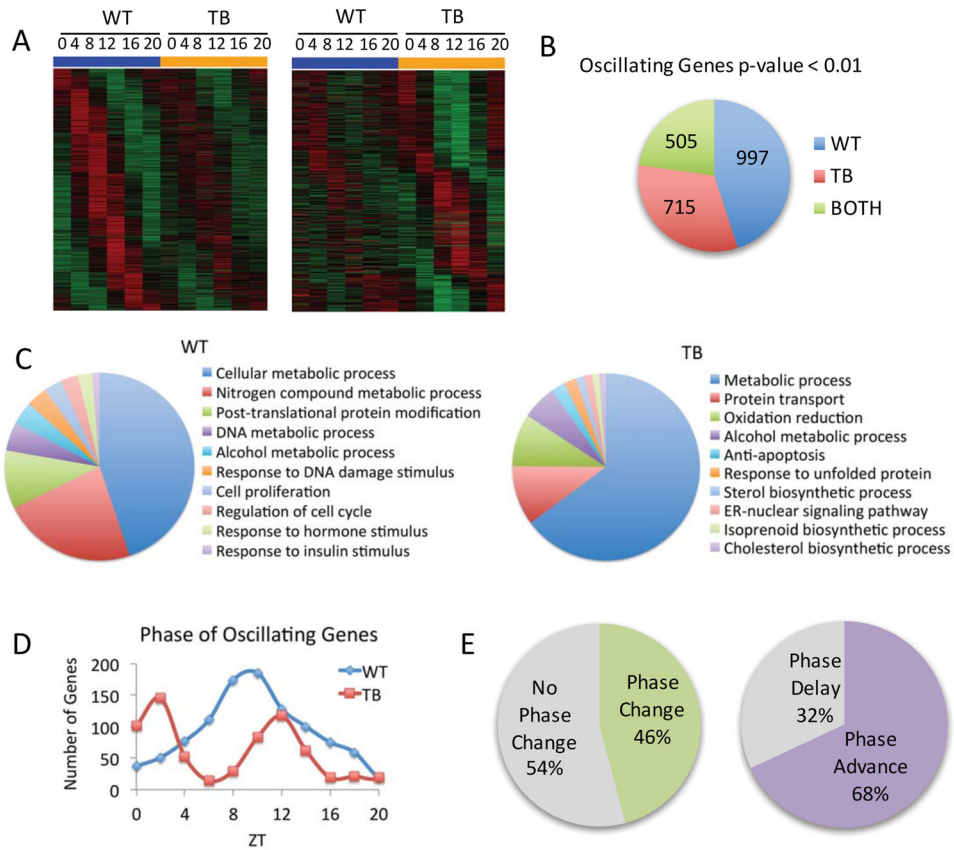 A
WT TB
0 4 8 12 16 20 0 4 8 12 16 20
WT TB
0 4 8 12 16 20 0 4 8 12 16 20
B
Oscillating Genes p-value < 0.01
505
997
715
WT
TB
BOTH
C
WT
Cellular metabolic process
Nitrogen compound metabolic process
Post-translational protein modification
DNA metabolic process
Alcohol metabolic process
Response to DNA damage stimulus
Cell proliferation
Regulation of cell cycle
Response to hormone stimulus
Response to insulin stimulus
TB
Metabolic process
Protein transport
Oxidation reduction
Alcohol metabolic process
Anti-apoptosis
Response to unfolded protein
Sterol biosynthetic process
ER-nuclear signaling pathway
Isoprenoid biosynthetic process
Cholesterol biosynthetic process
D
Phase of Oscillating Genes
Number of Genes
200
150
100
50
0
0 4 8 12 16 20
ZT
WT
TB
E
No
Phase
Change
54%
Phase
Change
46%
Phase
Delay
32%
Phase
Advance
68%